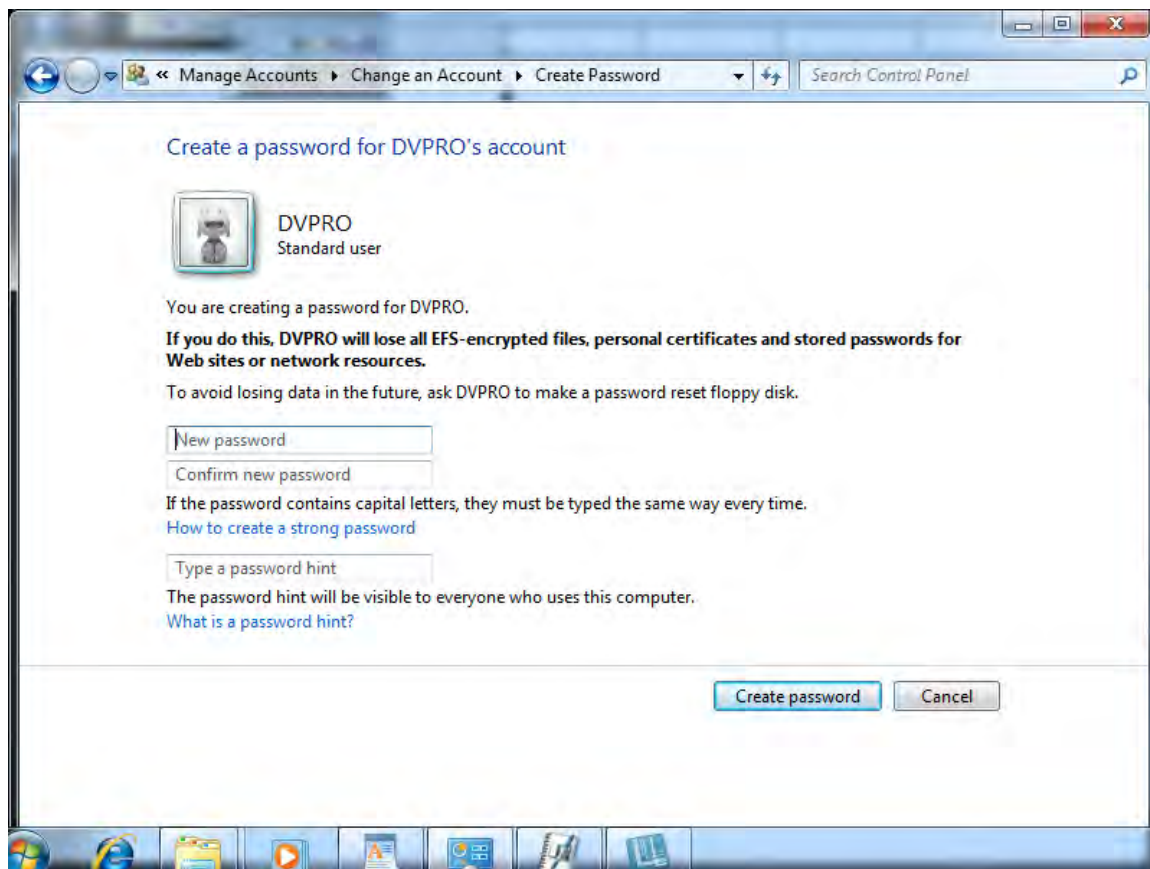 « Manage Accounts ▸ Change an Account ▸ Create Password
Search Control Panel
Create a password for DVPRO's account
DVPRO
Standard user
You are creating a password for DVPRO.
If you do this, DVPRO will lose all EFS-encrypted files, personal certificates and stored passwords for
Web sites or network resources.
To avoid losing data in the future, ask DVPRO to make a password reset floppy disk.
New password
Confirm new password
If the password contains capital letters, they must be typed the same way every time.
How to create a strong password
Type a password hint
The password hint will be visible to everyone who uses this computer.
What is a password hint?
Create password
Cancel